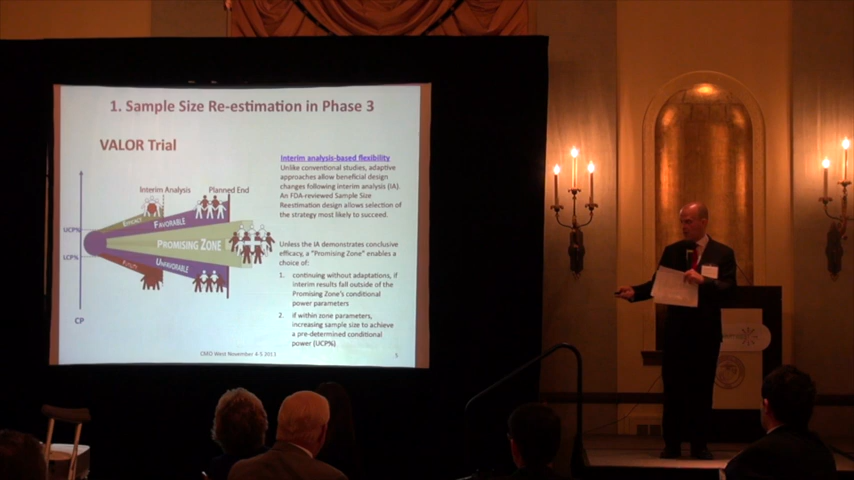 1. Sample Size Re-estimation in Phase 3
VALOR Trial
Interim Analysis
Planned End
UCP%
LCP%
EFFICACY
FAVORABLE
PROMISING ZONE
UNFAVORABLE
FUTILITY
CP
Interim analysis-based flexibility
Unlike conventional studies, adaptive
approaches allow beneficial design
changes following interim analysis (IA).
An FDA-reviewed Sample Size
Reestimation design allows selection of
the strategy most likely to succeed.
Unless the IA demonstrates conclusive
efficacy, a "Promising Zone" enables a
choice of:
1. continuing without adaptations, if
interim results fall outside of the
Promising Zone's conditional
power parameters
2. if within zone parameters,
increasing sample size to achieve
a pre-determined conditional
power (UCP%)
CMO West November 4-5 2011
5